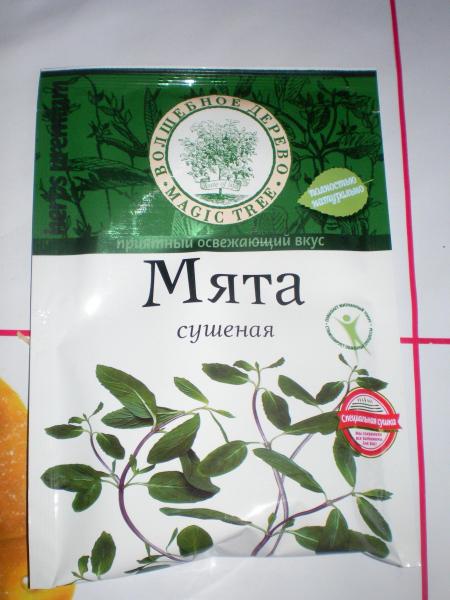 herbs premium
ВОЛШЕБНОЕ ДЕРЕВО
MAGIC TREE
полностью
натурально
приятный освежающий вкус
Мята
сушеная
Специальная сушка